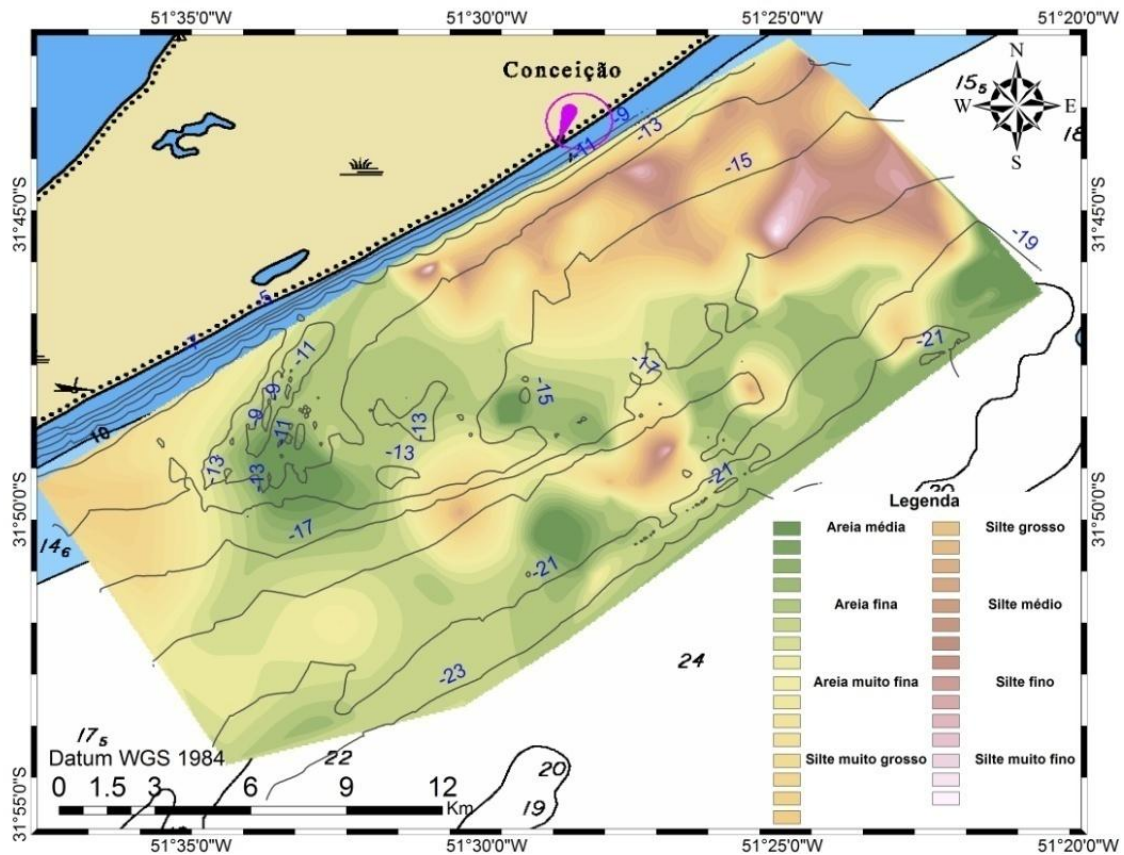 51°35'0"W 51°30'0"W 51°25'0"W 51°20'0"W
Conceição
N
W E
S
15₅
18
-9
-11
-13
-15
31°45'0"S 31°45'0"S
-19
-5
-7
-21
-11
-9
-17
-15
-9
-13
-11
10
-13
-13
-13
-21
20
-17
31°50'0"S 31°50'0"S
14₆
-21
Legenda
Areia média Silte grosso
Areia fina Silte médio
24
-23
Areia muito fina Silte fino
17₅
Datum WGS 1984
22
Silte muito grosso Silte muito fino
20
0 1.5 3 6 9 12
Km
19
31°55'0"S 31°55'0"S
51°35'0"W 51°30'0"W 51°25'0"W 51°20'0"W